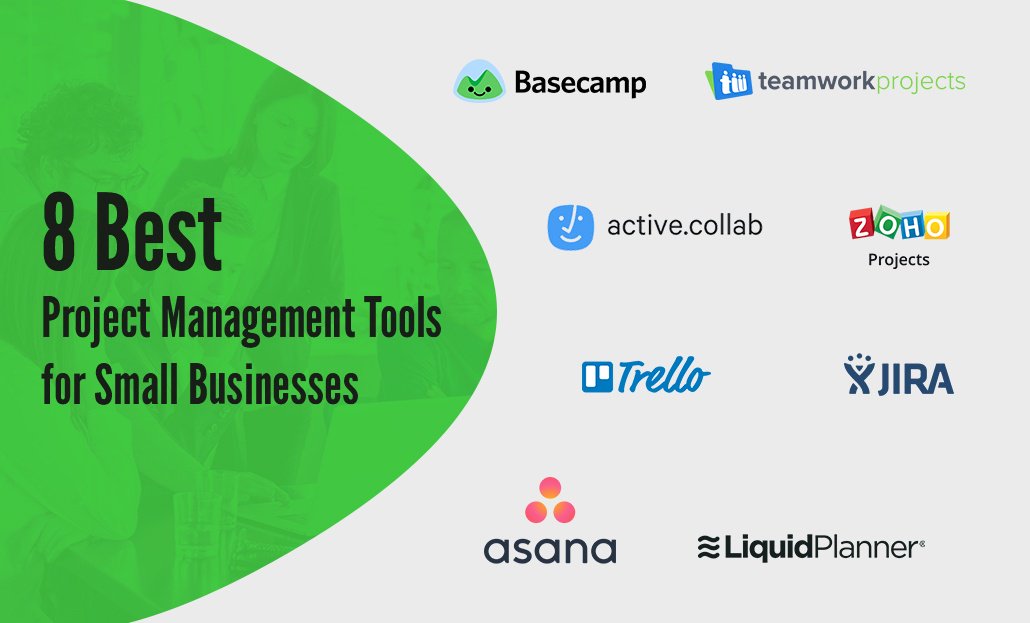 8 Best
Project Management Tools
for Small Businesses
Basecamp
teamworkprojects
active.collab
ZOHO
Projects
Trello
JIRA
asana
LiquidPlanner®